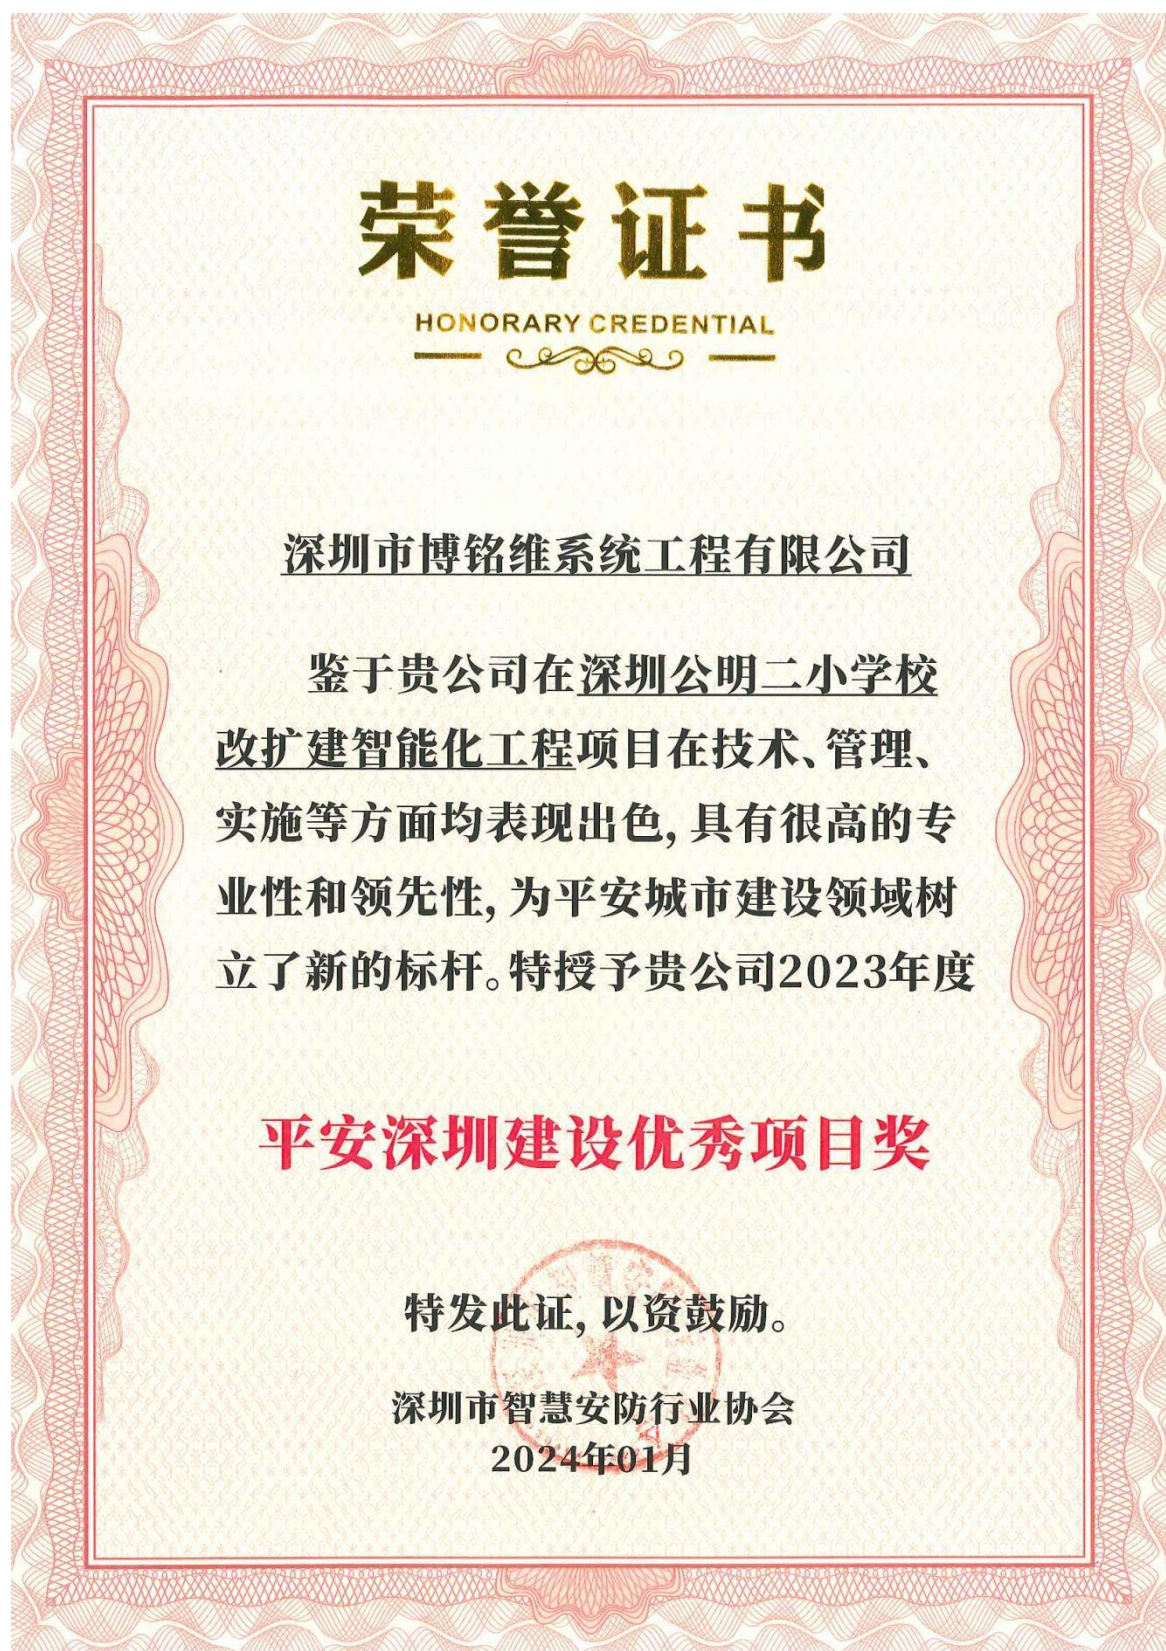 荣誉证书
HONORARY CREDENTIAL
深圳市博铭维系统工程有限公司
鉴于贵公司在深圳公明二小学校
改扩建智能化工程项目在技术、管理、
实施等方面均表现出色,具有很高的专
业性和领先性,为平安城市建设领域树
立了新的标杆。特授予贵公司2023年度
平安深圳建设优秀项目奖
特发此证,以资鼓励。
深圳市智慧安防行业协会
2024年01月